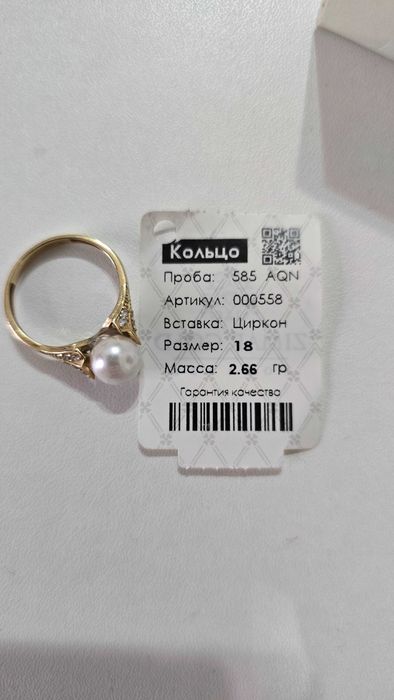 Кольцо
Проба: 585 AQN
Артикул: 000558
Вставка: Циркон
Размер: 18
Масса: 2.66 гр
Гарантия качества